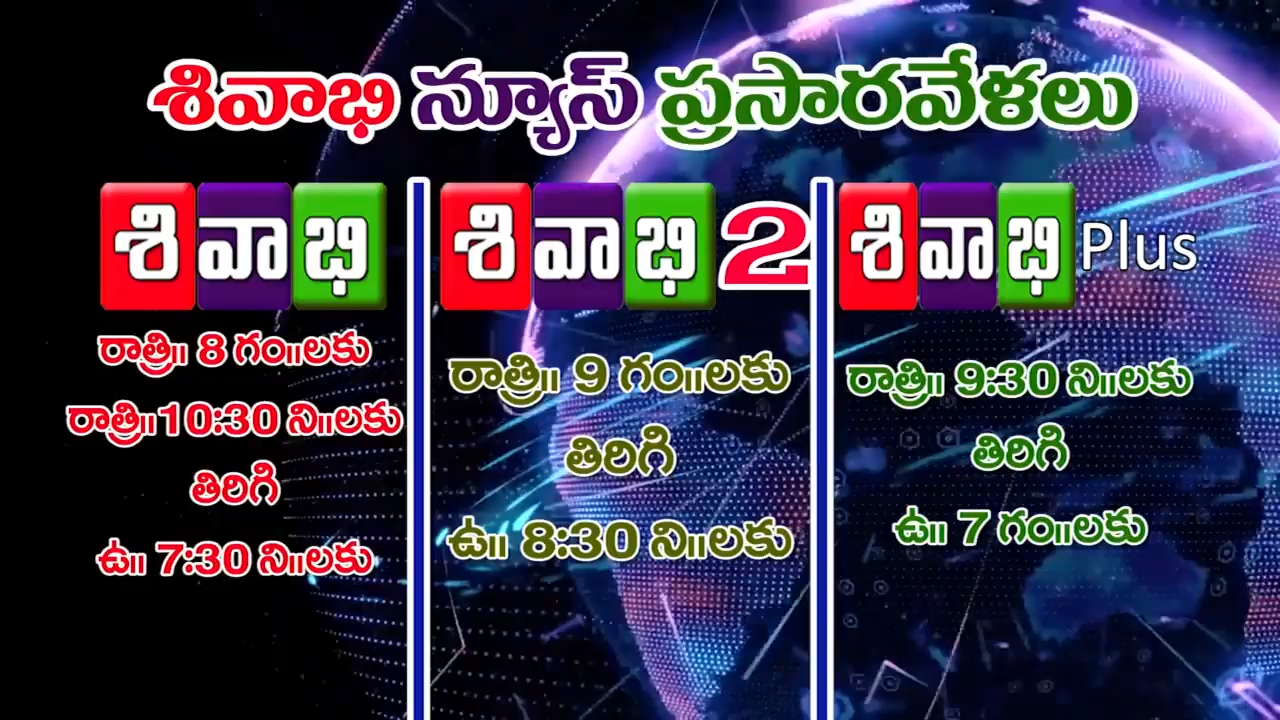 శివాభి న్యూస్ ప్రసారవేళలు
శివాభి
రాత్రి॥ 8 గం॥లకు
రాత్రి॥10:30 ని॥లకు
తిరిగి
ఉ॥ 7:30 ని॥లకు
శివాభి 2
రాత్రి॥ 9 గం॥లకు
తిరిగి
ఉ॥ 8:30 ని॥లకు
శివాభి Plus
రాత్రి॥ 9:30 ని॥లకు
తిరిగి
ఉ॥ 7 గం॥లకు